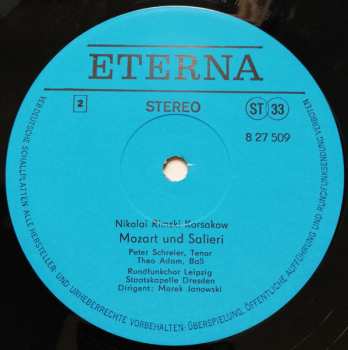 ETERNA
2
STEREO
ST 33
8 27 509
Nikolai Rimski Korsakow
Mozart und Salieri
Peter Schreier, Tenor
Theo Adam, Baß
Rundfunkchor Leipzig
Staatskapelle Dresden
Dirigent: Marek Janowski
VEB DEUTSCHE SCHALLPLATTEN ALLE HERSTELLER- UND URHEBERRECHTE VORBEHALTEN: ÜBERSPIELUNG, ÖFFENTLICHE AUFFÜHRUNG UND RUNDFUNKSENDUNG VERBOTEN